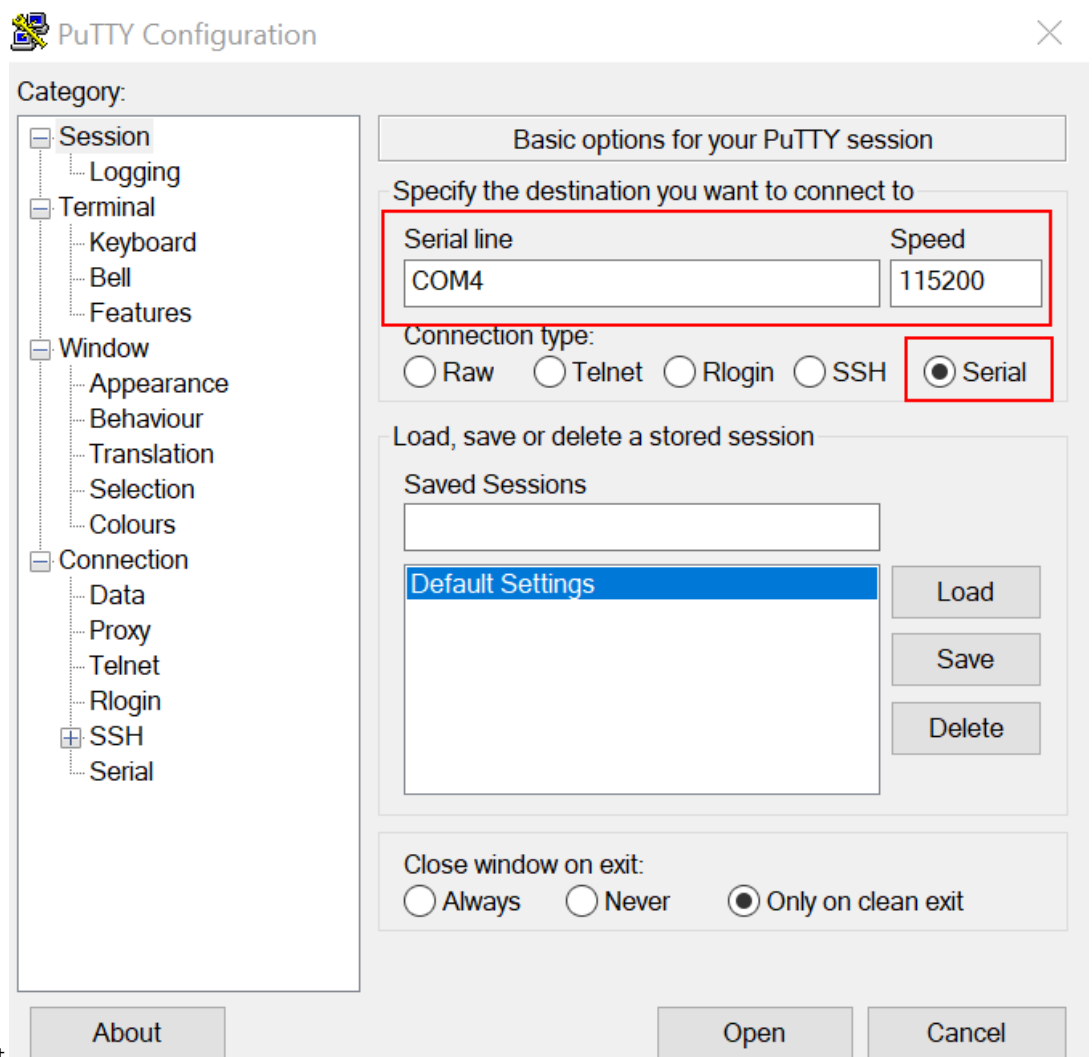 PuTTY Configuration
Category:
Session
Logging
Terminal
Keyboard
Bell
Features
Window
Appearance
Behaviour
Translation
Selection
Colours
Connection
Data
Proxy
Telnet
Rlogin
SSH
Serial
Basic options for your PuTTY session
Specify the destination you want to connect to
Serial line Speed
COM4 115200
Connection type:
Raw Telnet Rlogin SSH Serial
Load, save or delete a stored session
Saved Sessions
Default Settings
Load
Save
Delete
Close window on exit:
Always Never Only on clean exit
About Open Cancel